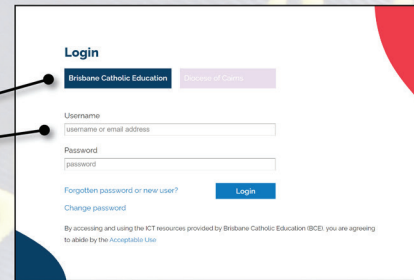 Login
Brisbane Catholic Education Diocese of Cairns
Username
username or email address
Password
password
Forgotten password or new user? Login
Change password
By accessing and using the ICT resources provided by Brisbane Catholic Education (BCE), you are agreeing
to abide by the Acceptable Use